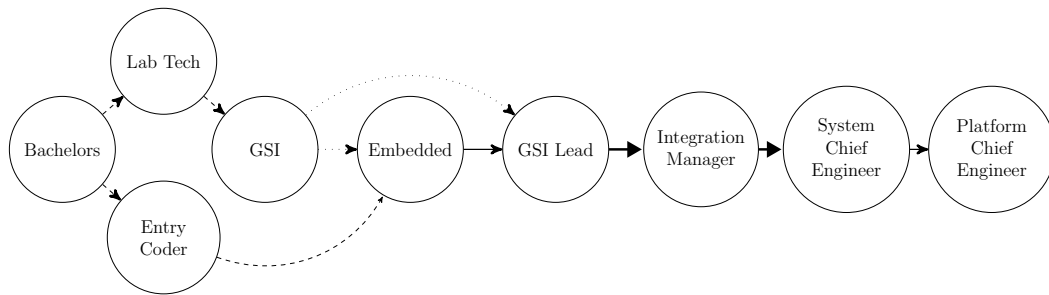 Lab Tech
Bachelors
GSI
Embedded
GSI Lead
Integration
Manager
System
Chief
Engineer
Platform
Chief
Engineer
Entry
Coder